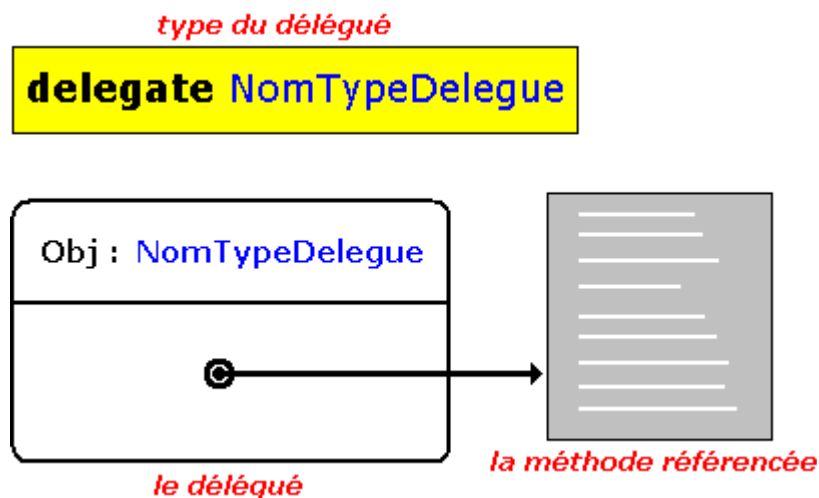 type du délégué
delegate NomTypeDelegue
Obj : NomTypeDelegue
la méthode référencée
le délégué